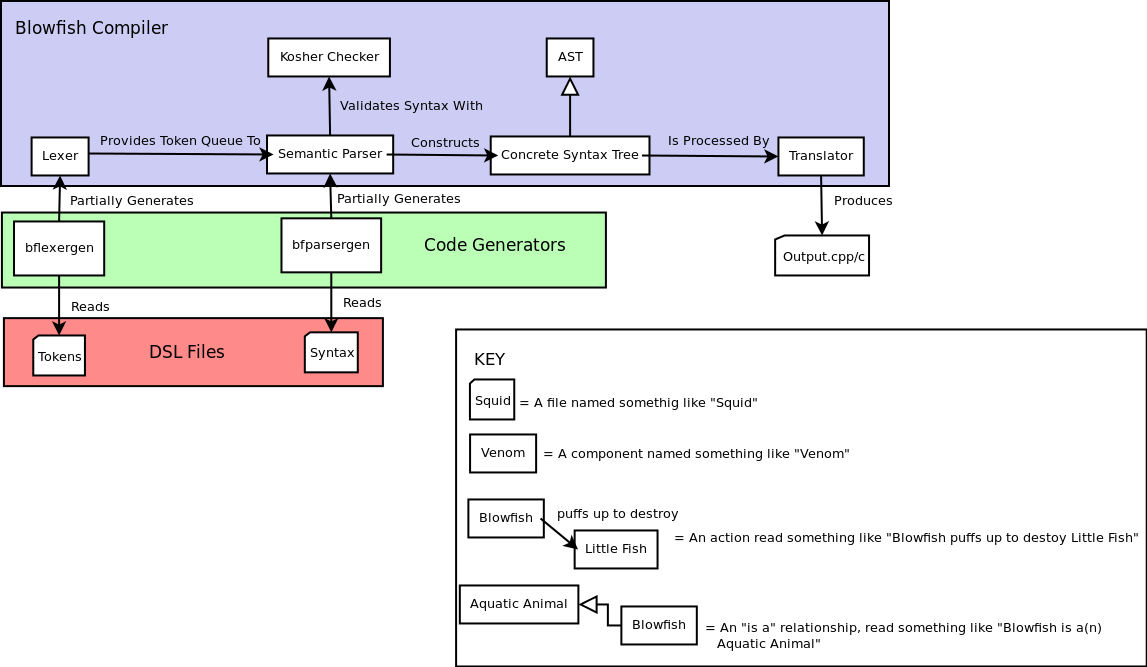 Blowfish Compiler
Kosher Checker
AST
Validates Syntax With
Provides Token Queue To
Constructs
Is Processed By
Lexer
Semantic Parser
Concrete Syntax Tree
Translator
Partially Generates
Partially Generates
Produces
bflexergen
bfparsergen
Code Generators
Output.cpp/c
Reads
Reads
Tokens
DSL Files
Syntax
KEY
Squid
= A file named somethig like "Squid"
Venom
= A component named something like "Venom"
Blowfish
puffs up to destroy
Little Fish
= An action read something like "Blowfish puffs up to destoy Little Fish"
Aquatic Animal
Blowfish
= An "is a" relationship, read something like "Blowfish is a(n)
Aquatic Animal"